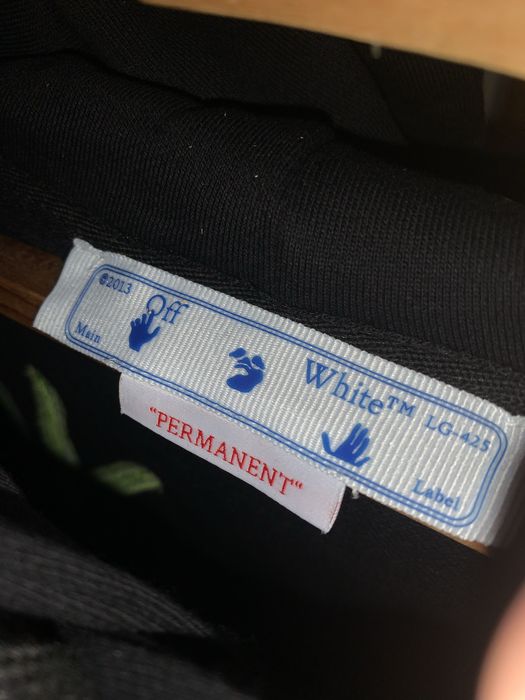 ©2013
Off
Main
White™
LG-425
Label
"PERMANENT"